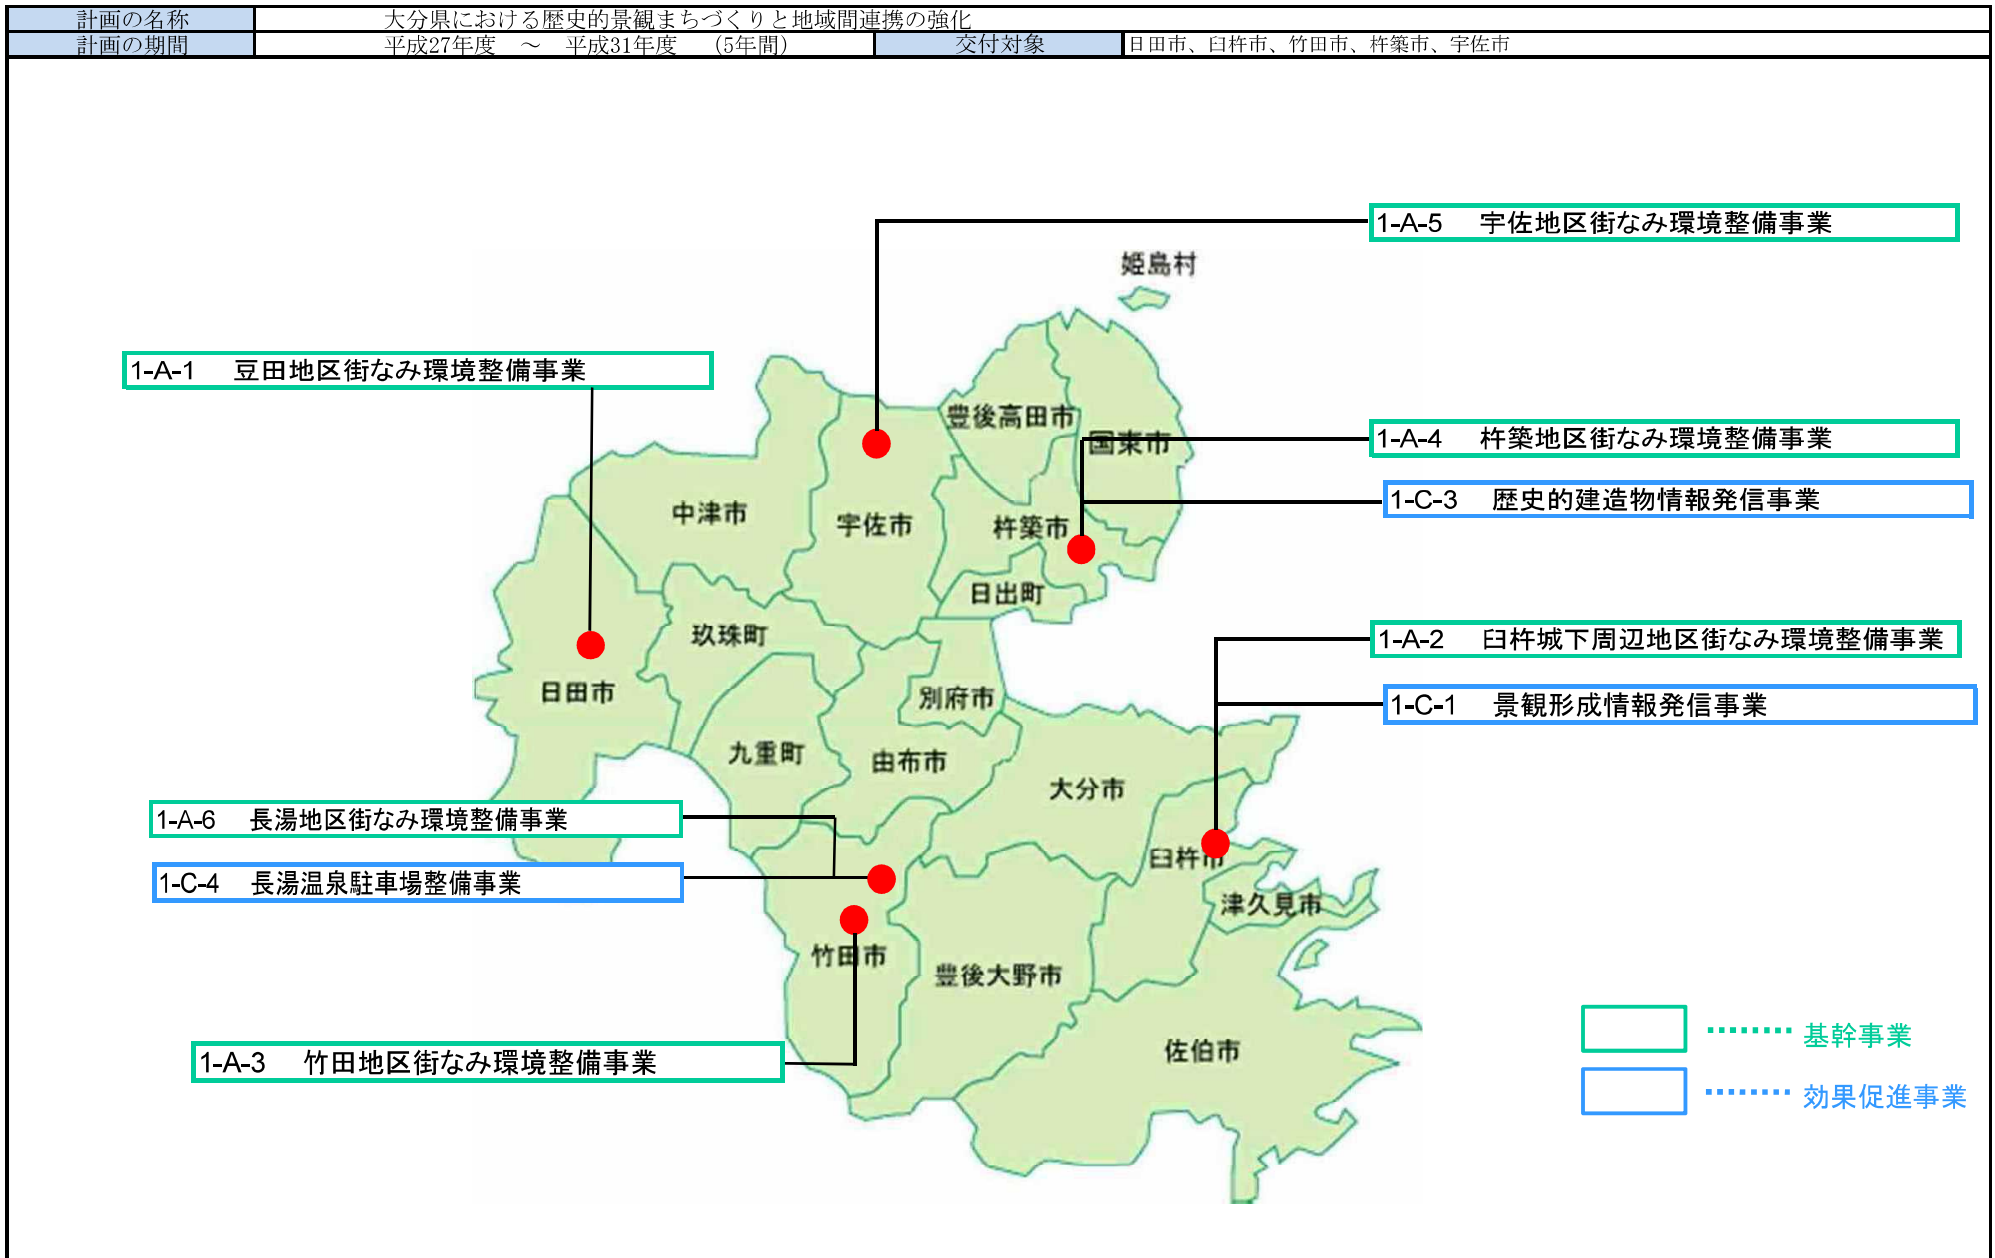 計画の名称 大分県における歴史的景観まちづくりと地域間連携の強化
計画の期間 平成27年度 ～ 平成31年度 （5年間） 交付対象 日田市、臼杵市、竹田市、杵築市、宇佐市
1-A-5 宇佐地区街なみ環境整備事業
姫島村
1-A-1 豆田地区街なみ環境整備事業
豊後高田市
国東市
1-A-4 杵築地区街なみ環境整備事業
1-C-3 歴史的建造物情報発信事業
中津市
宇佐市
杵築市
日出町
玖珠町
1-A-2 臼杵城下周辺地区街なみ環境整備事業
日田市
別府市
1-C-1 景観形成情報発信事業
九重町
由布市
大分市
1-A-6 長湯地区街なみ環境整備事業
臼杵市
1-C-4 長湯温泉駐車場整備事業
津久見市
竹田市
豊後大野市
1-A-3 竹田地区街なみ環境整備事業
佐伯市
基幹事業
効果促進事業